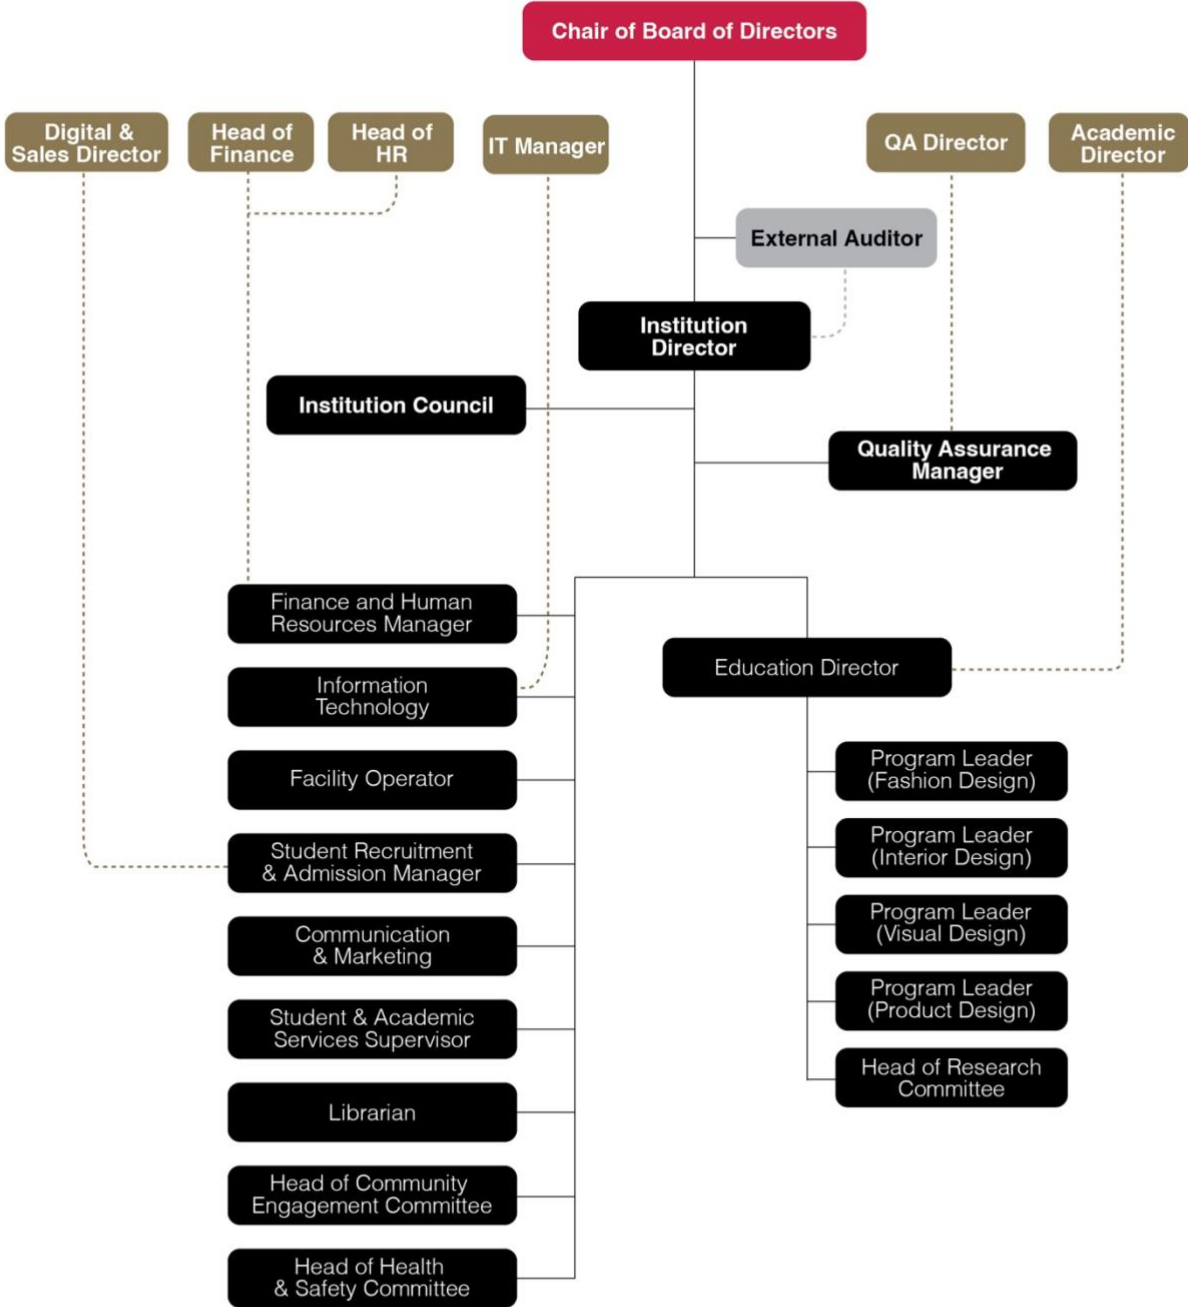 Chair of Board of Directors
Digital &
Sales Director
Head of
Finance
Head of
HR
IT Manager
QA Director
Academic
Director
External Auditor
Institution
Director
Institution Council
Quality Assurance
Manager
Finance and Human
Resources Manager
Information
Technology
Facility Operator
Student Recruitment
& Admission Manager
Communication
& Marketing
Student & Academic
Services Supervisor
Librarian
Head of Community
Engagement Committee
Head of Health
& Safety Committee
Education Director
Program Leader
(Fashion Design)
Program Leader
(Interior Design)
Program Leader
(Visual Design)
Program Leader
(Product Design)
Head of Research
Committee